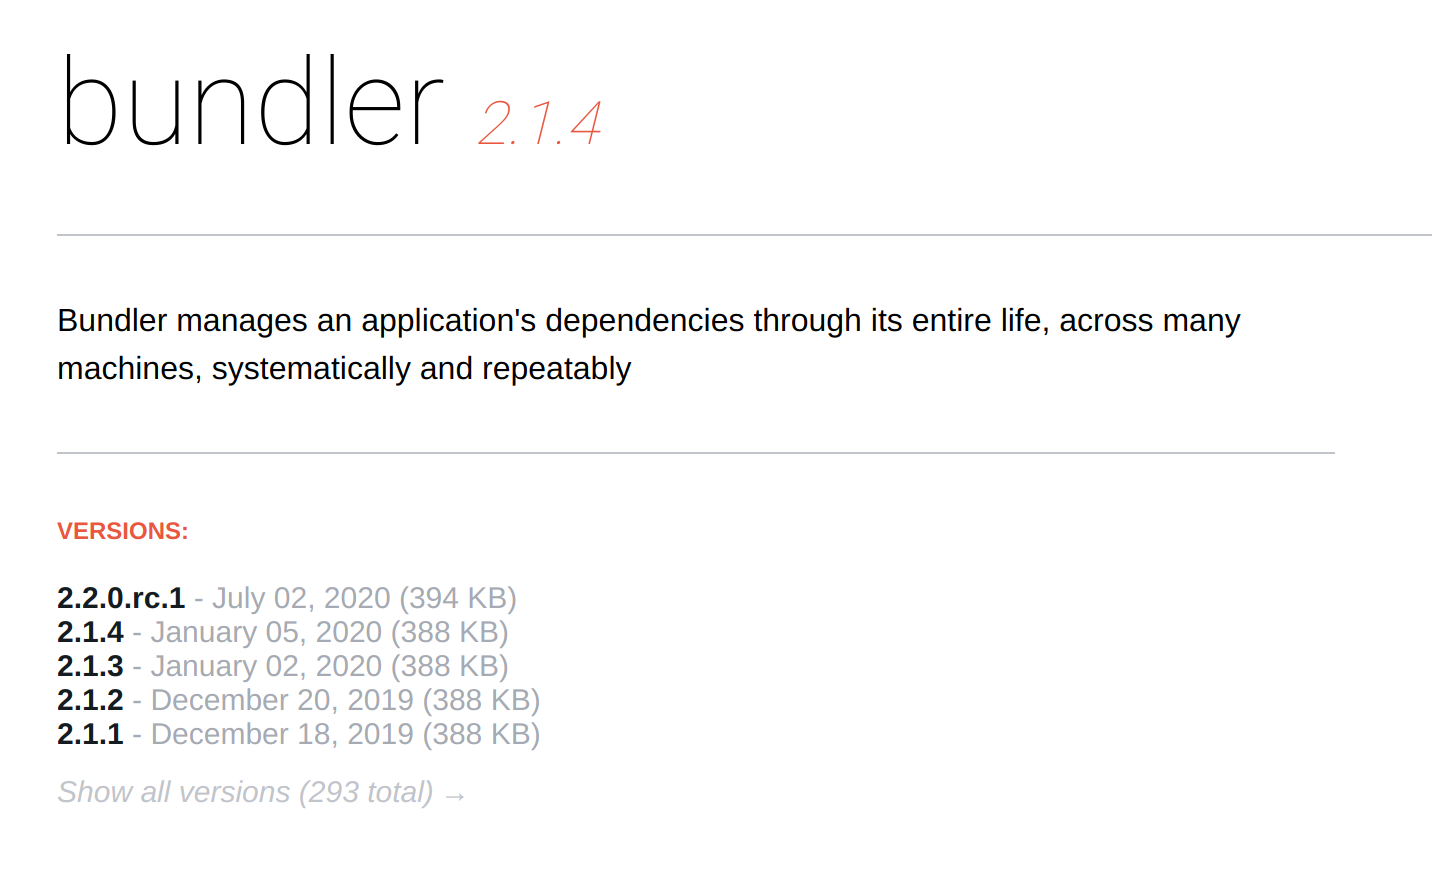 bundler 2.1.4
Bundler manages an application's dependencies through its entire life, across many
machines, systematically and repeatably
VERSIONS:
2.2.0.rc.1 - July 02, 2020 (394 KB)
2.1.4 - January 05, 2020 (388 KB)
2.1.3 - January 02, 2020 (388 KB)
2.1.2 - December 20, 2019 (388 KB)
2.1.1 - December 18, 2019 (388 KB)
Show all versions (293 total) →